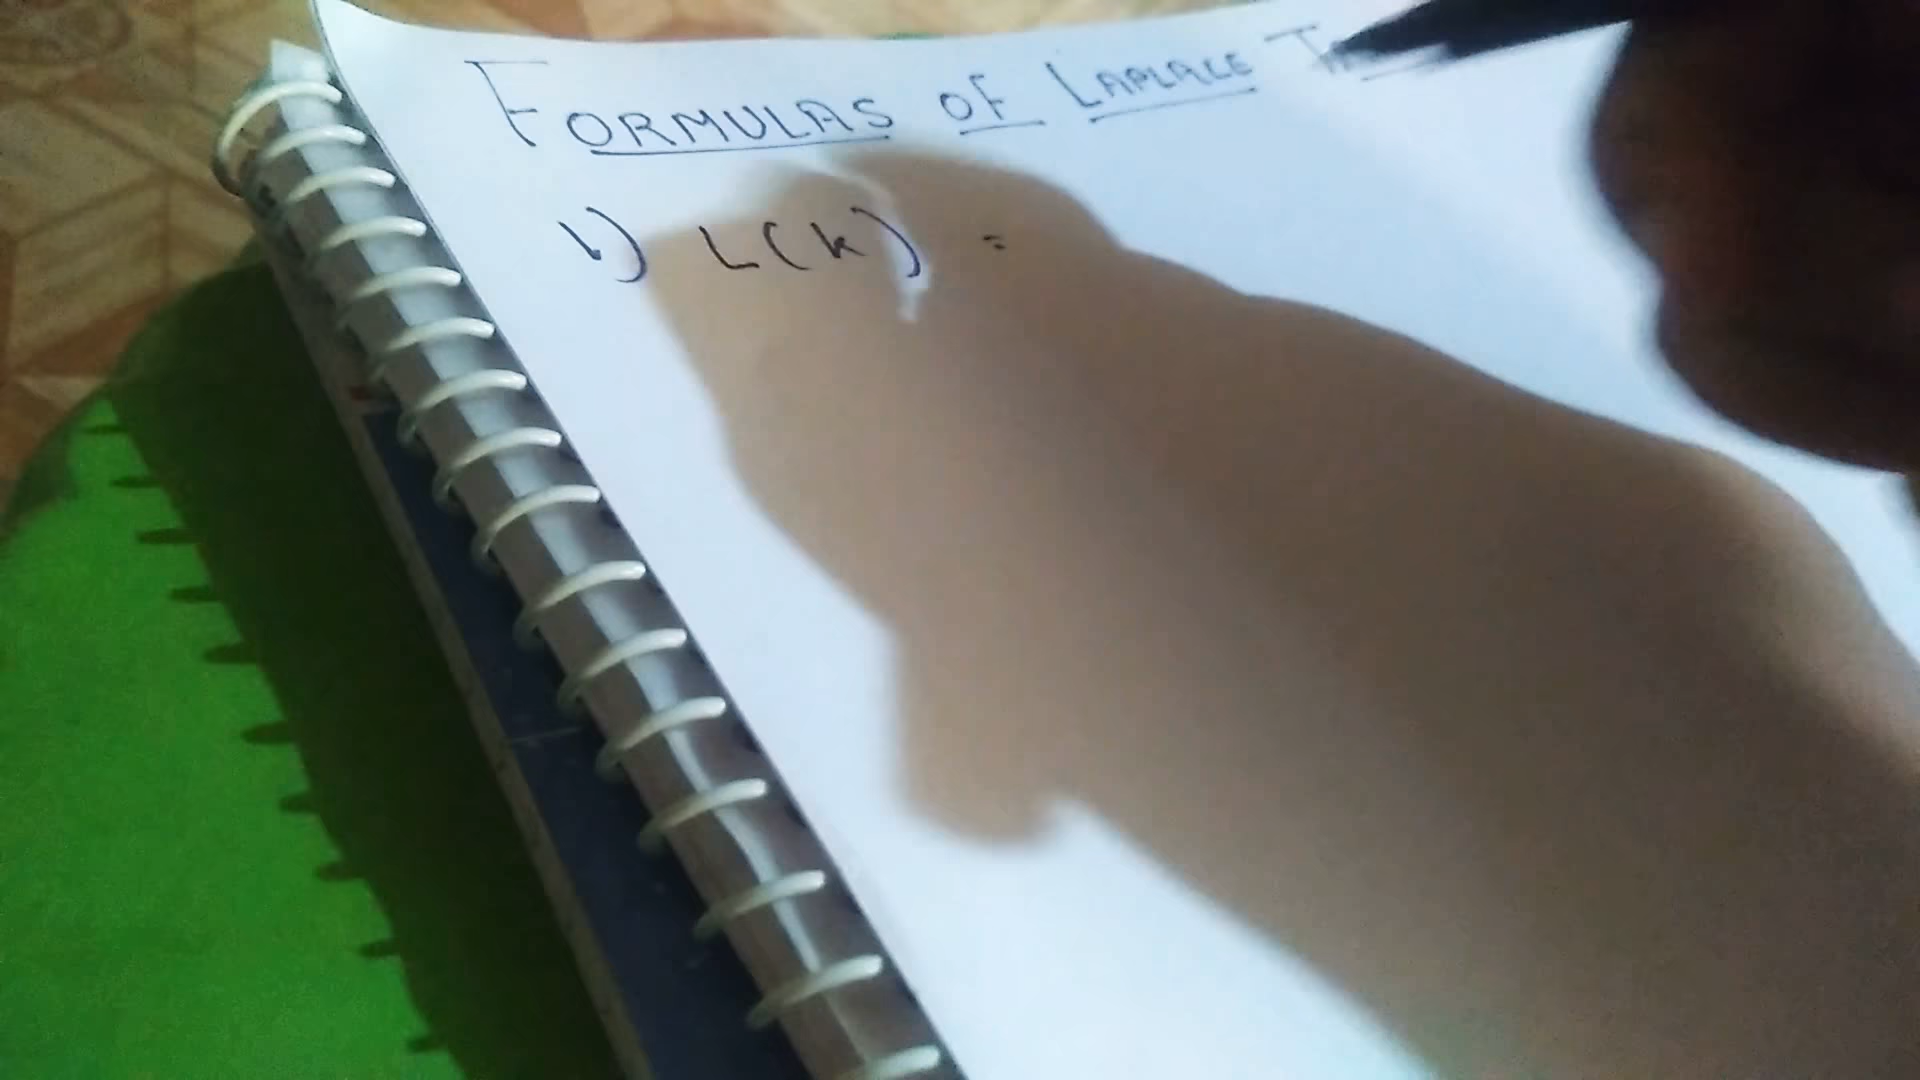 FORMULAS OF LAPLACE
1) L(k) =